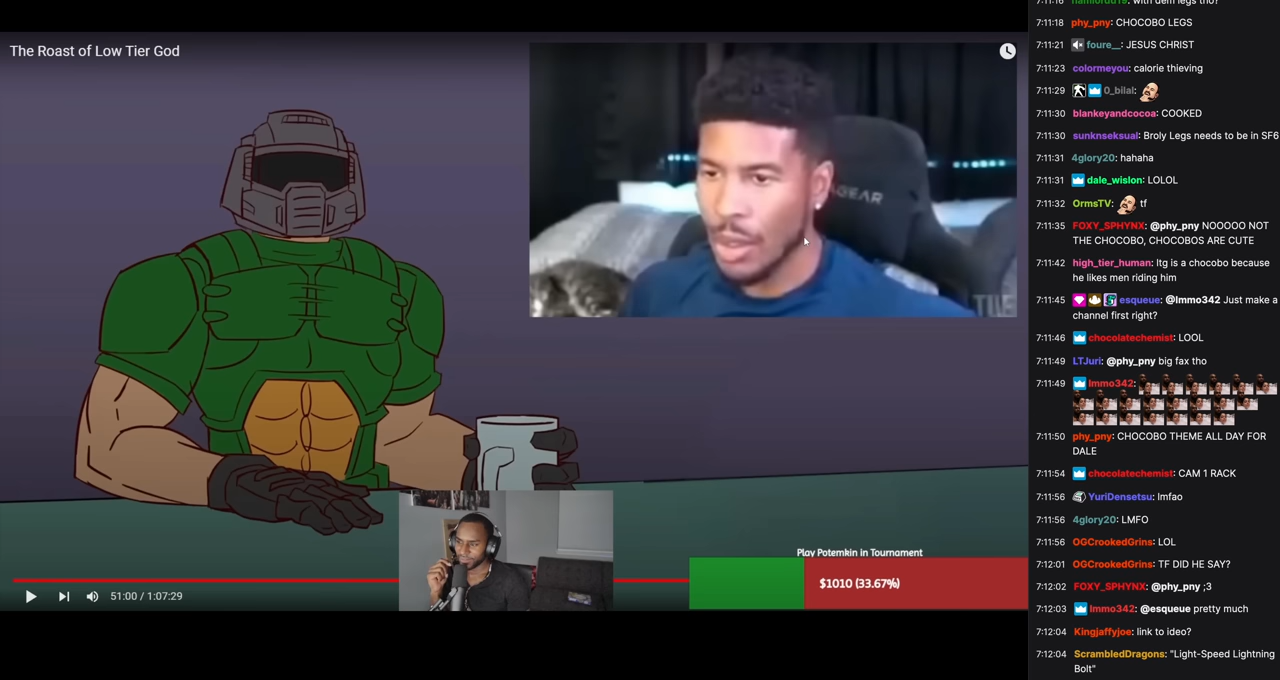 The Roast of Low Tier God
GEAR
TITLE
Play Potemkin in Tournament
$1010 (33.67%)
51:00 / 1:07:29
7:11:18 phy_pny: CHOCOBO LEGS
7:11:21 foure__: JESUS CHRIST
7:11:23 colormeyou: calorie thieving
7:11:29 0_bilal:
7:11:30 blankeyandcocoa: COOKED
7:11:30 sunknseksual: Broly Legs needs to be in SF6
7:11:31 4glory20: hahaha
7:11:31 dale_wislon: LOLOL
7:11:32 OrmsTV: tf
7:11:35 FOXY_SPHYNX: @phy_pny NOOOOO NOT
THE CHOCOBO, CHOCOBOS ARE CUTE
7:11:42 high_tier_human: ltg is a chocobo because
he likes men riding him
7:11:45 esqueue: @Immo342 Just make a
channel first right?
7:11:46 chocolatechemist: LOOL
7:11:49 LTJuri: @phy_pny big fax tho
7:11:49 Immo342:
7:11:50 phy_pny: CHOCOBO THEME ALL DAY FOR
DALE
7:11:54 chocolatechemist: CAM 1 RACK
7:11:56 YuriDensetsu: lmfao
7:11:56 4glory20: LMFO
7:11:56 OGCrookedGrins: LOL
7:12:01 OGCrookedGrins: TF DID HE SAY?
7:12:02 FOXY_SPHYNX: @phy_pny ;3
7:12:03 Immo342: @esqueue pretty much
7:12:04 Kingjaffyjoe: link to ideo?
7:12:04 ScrambledDragons: "Light-Speed Lightning
Bolt"